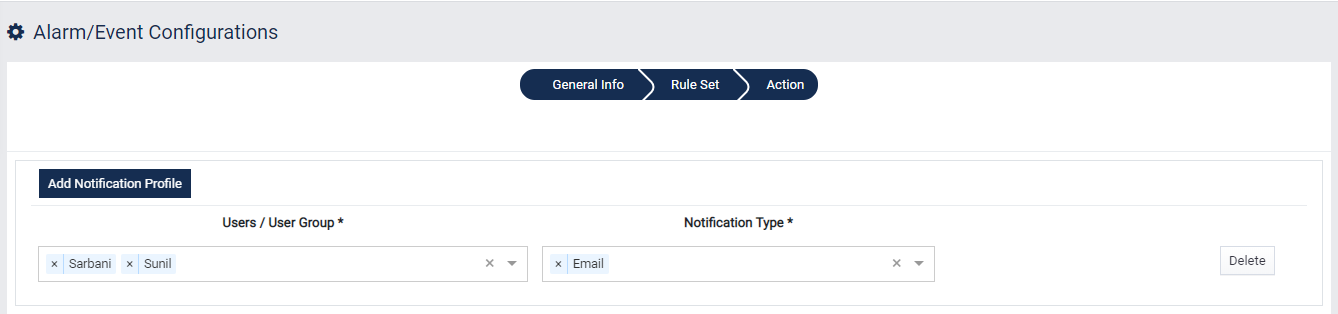 Alarm/Event Configurations
General Info Rule Set Action
Add Notification Profile
Users / User Group * Notification Type *
× Sarbani × Sunil × × Email × Delete